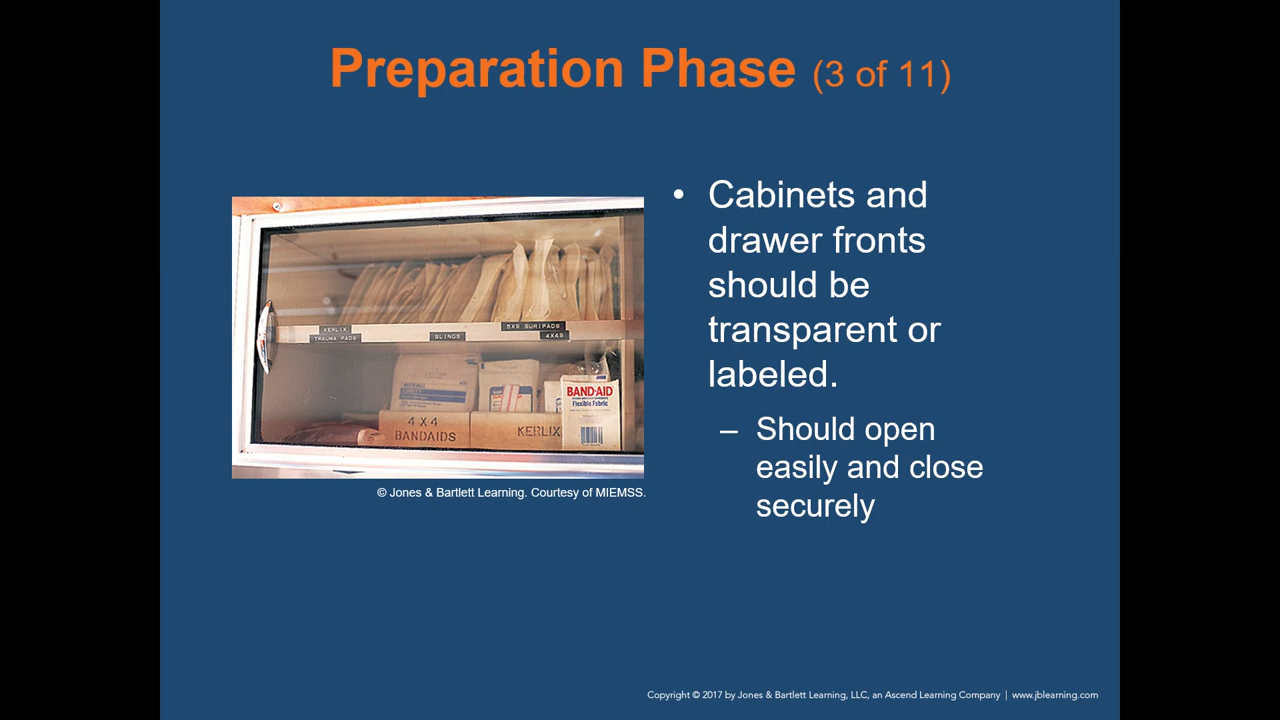 Preparation Phase (3 of 11)
• Cabinets and
drawer fronts
should be
transparent or
labeled.
– Should open
easily and close
securely
KERLIX
TRAUMA PADS
SLINGS
5X9 SURIPADS
4X4S
BAND-AID
Flexible Fabric
4 X 4
BANDAIDS
KERLIX
© Jones & Bartlett Learning. Courtesy of MIEMSS.
Copyright © 2017 by Jones & Bartlett Learning, LLC, an Ascend Learning Company | www.jblearning.com